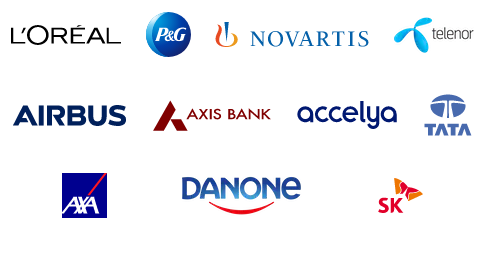 L'ORÉAL
P&G
NOVARTIS
telenor
AIRBUS
AXIS BANK
accelya
TATA
AXA
DANONE
SK